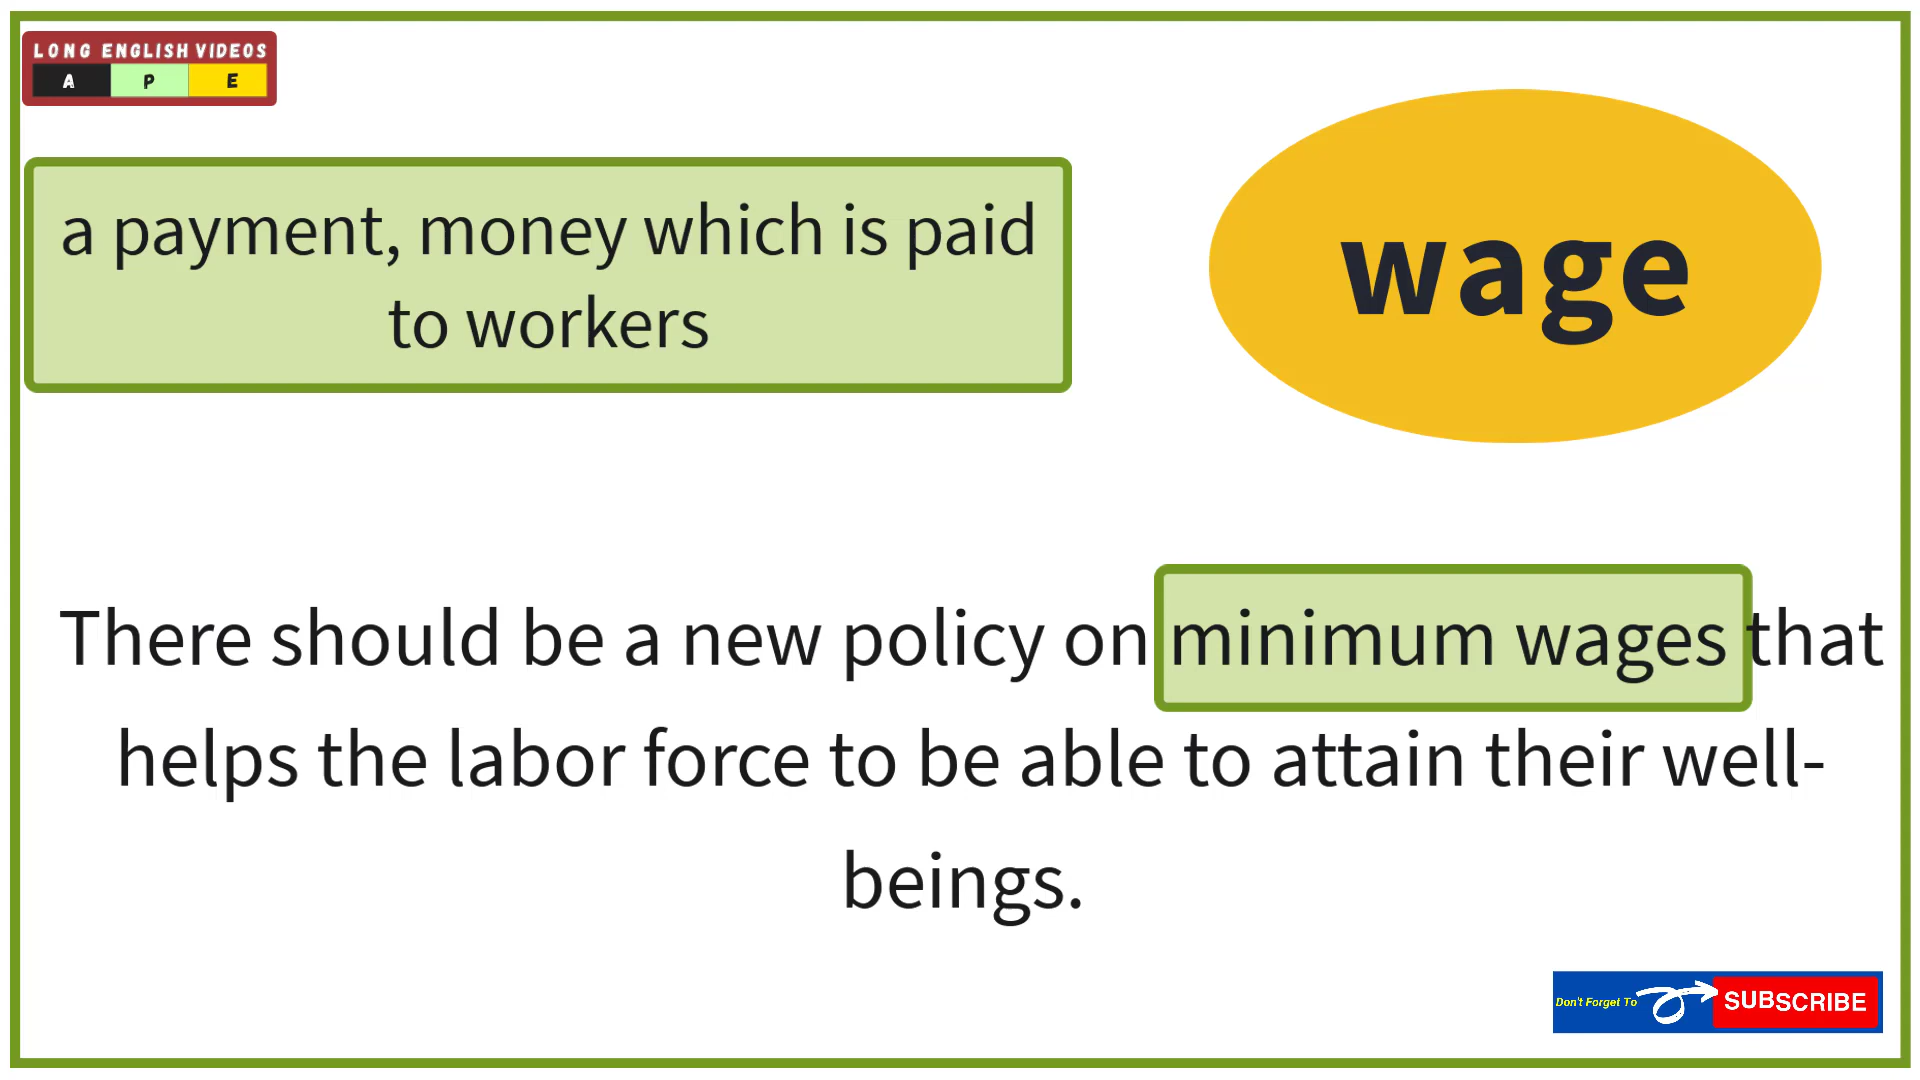 LONG ENGLISH VIDEOS
A P E
a payment, money which is paid
to workers
wage
There should be a new policy on minimum wages that
helps the labor force to be able to attain their well-
beings.
Don't Forget To SUBSCRIBE